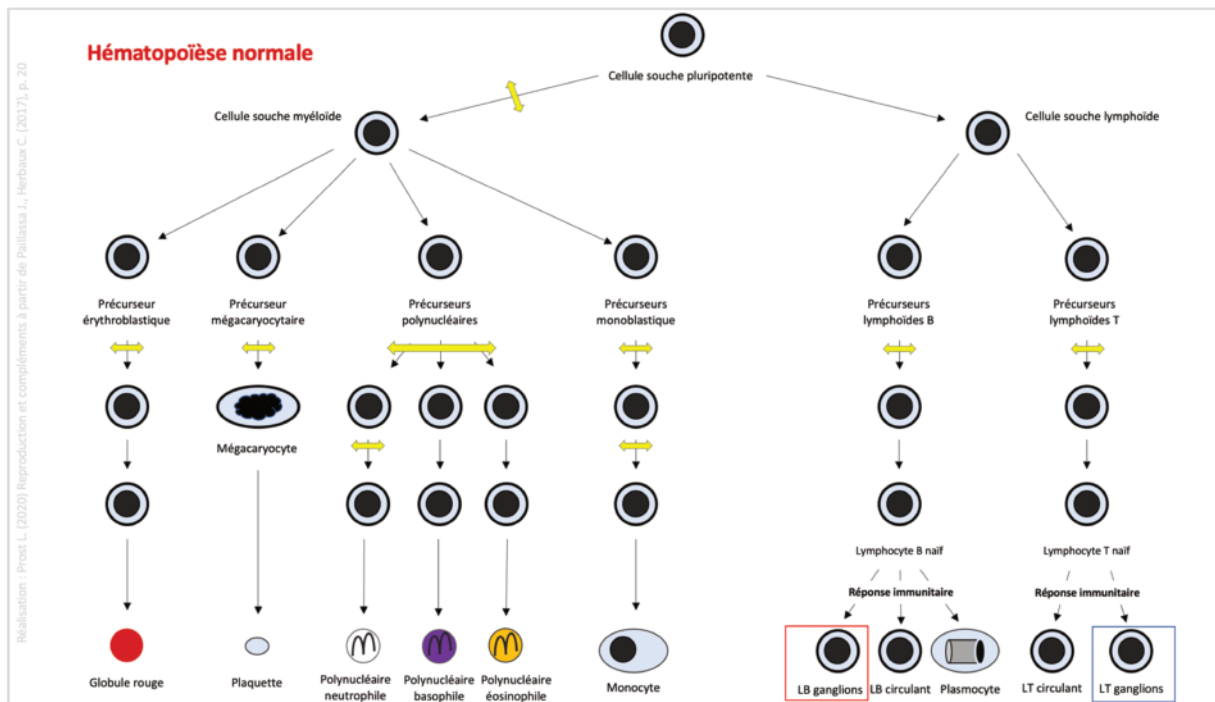 Hématopoïèse normale
Cellule souche pluripotente
Cellule souche myéloïde
Cellule souche lymphoïde
Précurseur
érythroblastique
Précurseur
mégacaryocytaire
Précurseurs
polynucléaires
Précurseurs
monoblastique
Précurseurs
lymphoïdes B
Précurseurs
lymphoïdes T
Mégacaryocyte
Lymphocyte B naïf
Lymphocyte T naïf
Réponse immunitaire
Réponse immunitaire
Globule rouge
Plaquette
Polynucléaire
neutrophile
Polynucléaire
basophile
Polynucléaire
éosinophile
Monocyte
LB ganglions
LB circulant
Plasmocyte
LT circulant
LT ganglions
Réalisation : Prost L. (2020) Reproduction et compléments à partir de Paillassa J., Herbaux C. (2017), p. 20